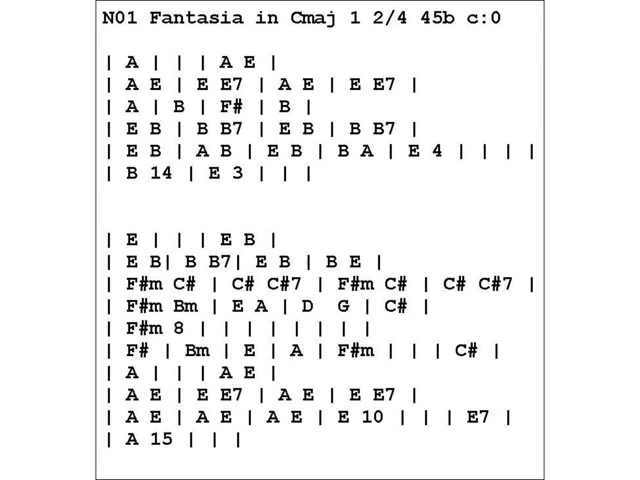 N01 Fantasia in Cmaj 1 2/4 45b c:0
| A | | | A E |
| A E | E E7 | A E | E E7 |
| A | B | F# | B |
| E B | B B7 | E B | B B7 |
| E B | A B | E B | B A | E 4 | | | |
| B 14 | E 3 | | |
| E | | | E B |
| E B| B B7| E B | B E |
| F#m C# | C# C#7 | F#m C# | C# C#7 |
| F#m Bm | E A | D G | C# |
| F#m 8 | | | | | | | |
| F# | Bm | E | A | F#m | | | C# |
| A | | | A E |
| A E | E E7 | A E | E E7 |
| A E | A E | A E | E 10 | | | E7 |
| A 15 | | |